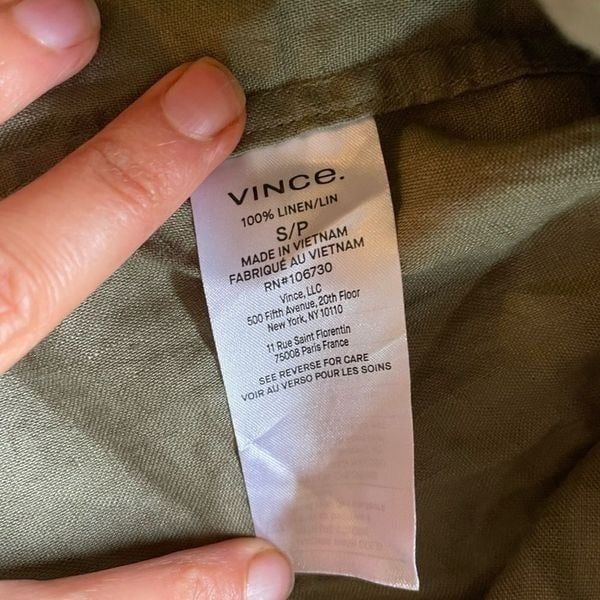 VINCE.
100% LINEN/LIN
S/P
MADE IN VIETNAM
FABRIQUÉ AU VIETNAM
RN#106730
Vince, LLC
500 Fifth Avenue, 20th Floor
New York, NY 10110
11 Rue Saint Florentin
75008 Paris France
SEE REVERSE FOR CARE
VOIR AU VERSO POUR LES SOINS